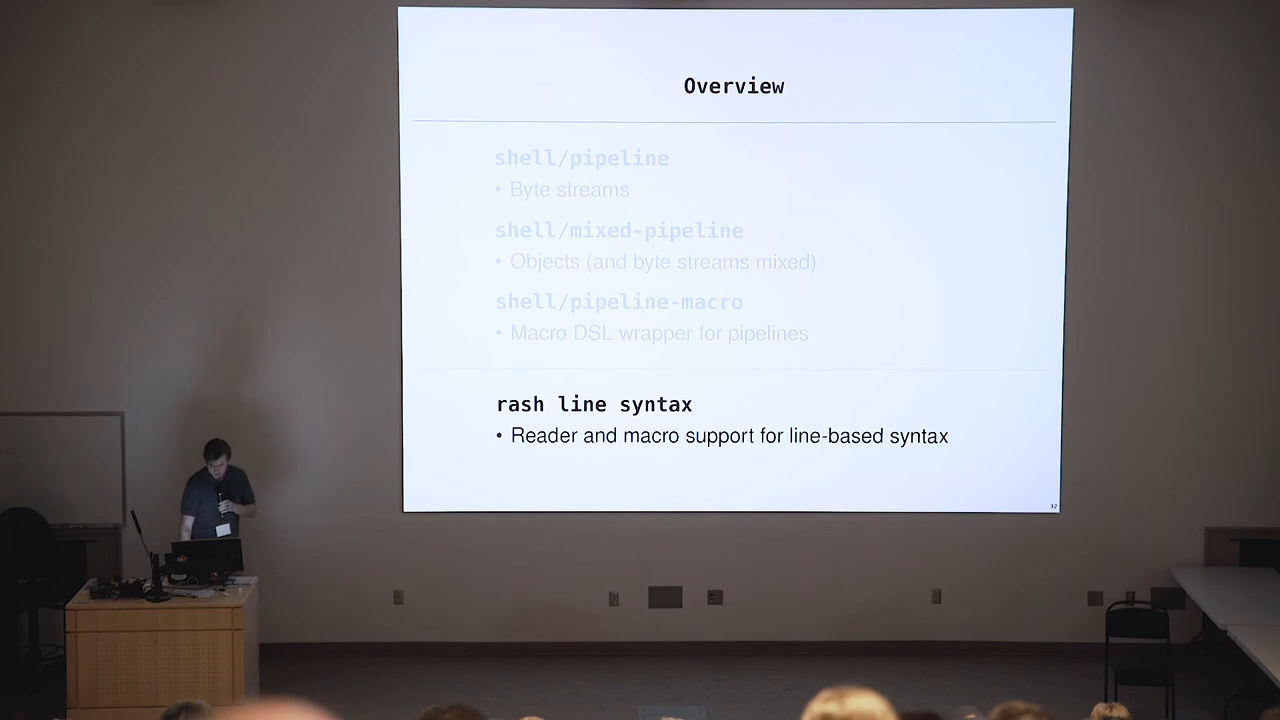 Overview
shell/pipeline
• Byte streams
shell/mixed-pipeline
• Objects (and byte streams mixed)
shell/pipeline-macro
• Macro DSL wrapper for pipelines
rash line syntax
• Reader and macro support for line-based syntax
32